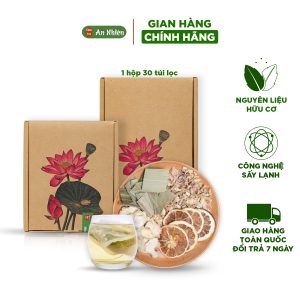 An Nhiên
GIAN HÀNG
CHÍNH HÃNG
1 hộp 30 túi lọc
NGUYÊN LIỆU
HỮU CƠ
CÔNG NGHỆ
SẤY LẠNH
GIAO HÀNG
TOÀN QUỐC
ĐỔI TRẢ 7 NGÀY